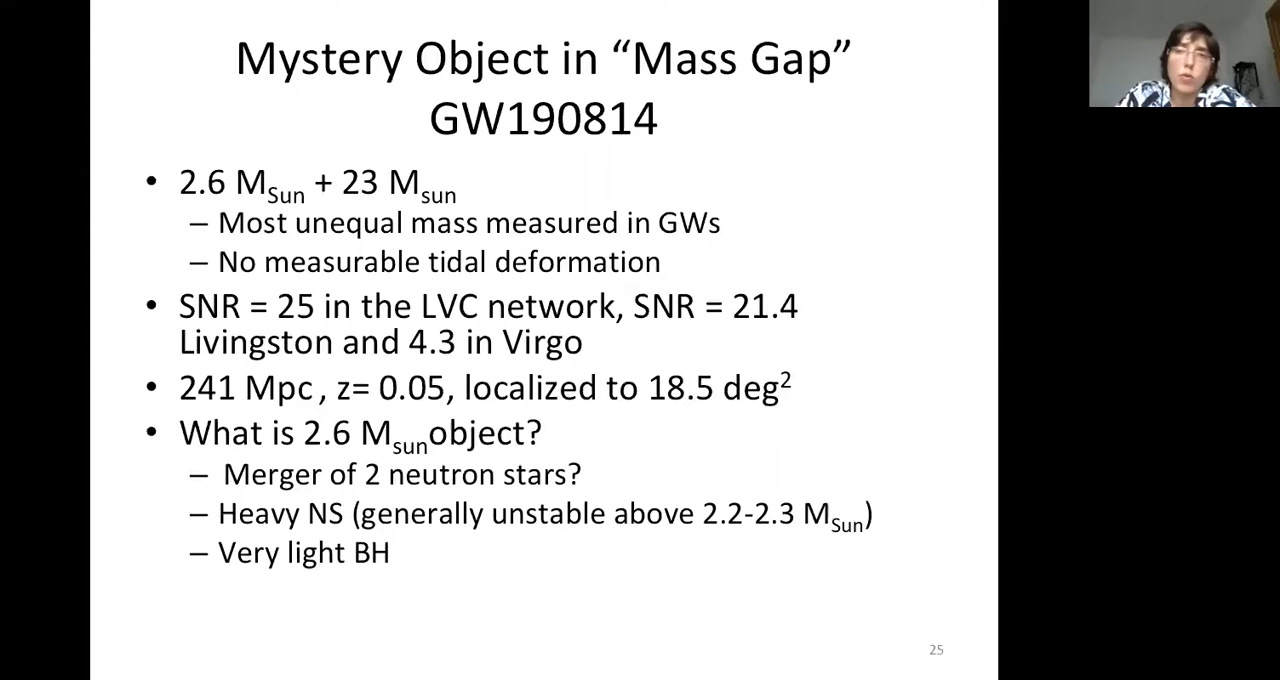 Mystery Object in “Mass Gap”
GW190814
• 2.6 MSun + 23 Msun
– Most unequal mass measured in GWs
– No measurable tidal deformation
• SNR = 25 in the LVC network, SNR = 21.4
Livingston and 4.3 in Virgo
• 241 Mpc , z= 0.05, localized to 18.5 deg2
• What is 2.6 Msun object?
– Merger of 2 neutron stars?
– Heavy NS (generally unstable above 2.2-2.3 MSun)
– Very light BH
25